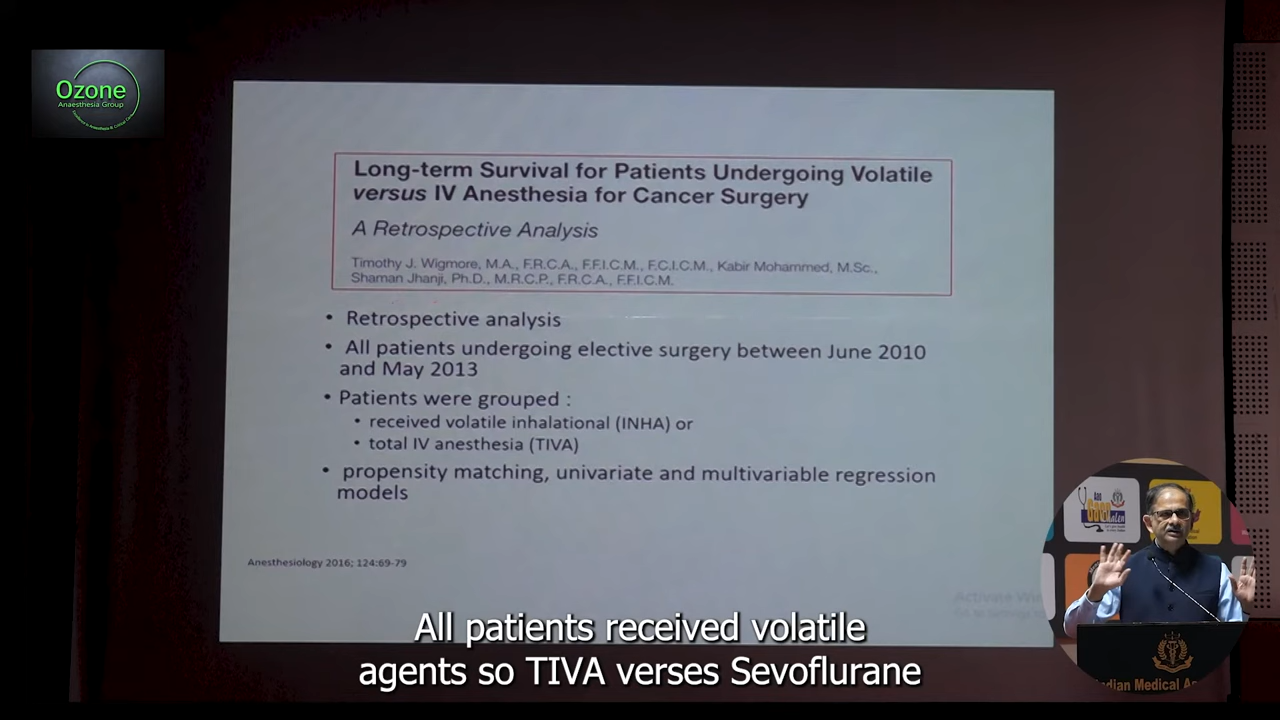 Ozone
Anaesthesia Group
Long-term Survival for Patients Undergoing Volatile
versus IV Anesthesia for Cancer Surgery
A Retrospective Analysis
Timothy J. Wigmore, M.A., F.R.C.A., F.F.I.C.M., F.C.I.C.M., Kabir Mohammed, M.Sc.,
Shaman Jhanji, Ph.D., M.R.C.P., F.R.C.A., F.F.I.C.M.
• Retrospective analysis
• All patients undergoing elective surgery between June 2010
and May 2013
• Patients were grouped :
• received volatile inhalational (INHA) or
• total IV anesthesia (TIVA)
• propensity matching, univariate and multivariable regression
models
Anesthesiology 2016; 124:69-79
Activate
All patients received volatile
agents so TIVA verses Sevoflurane
Indian Medical